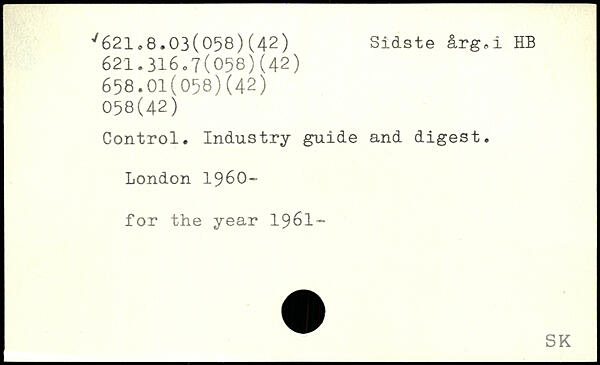 ✓621.8.03(058)(42) Sidste årg.i HB
621.316.7(058)(42)
658.01(058)(42)
058(42)
Control. Industry guide and digest.
London 1960-
for the year 1961-
SK